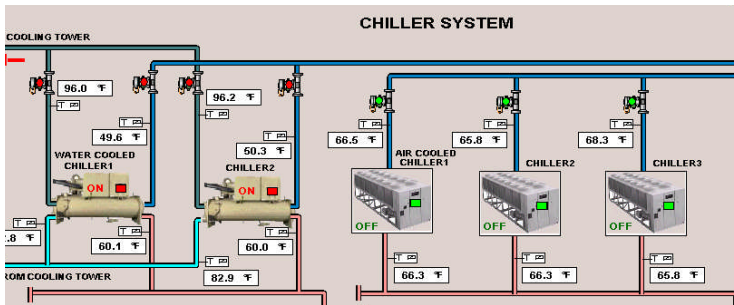 CHILLER SYSTEM
COOLING TOWER
96.0 °F
96.2 °F
T
T
T
T
T
T
T
49.6 °F
50.3 °F
66.5 °F
65.8 °F
68.3 °F
WATER COOLED
CHILLER1
CHILLER2
AIR COOLED
CHILLER1
CHILLER2
CHILLER3
ON
ON
OFF
OFF
OFF
T
T
T
2.8 °F
60.1 °F
60.0 °F
T
T
T
T
82.9 °F
66.3 °F
66.3 °F
65.8 °F
ROM COOLING TOWER